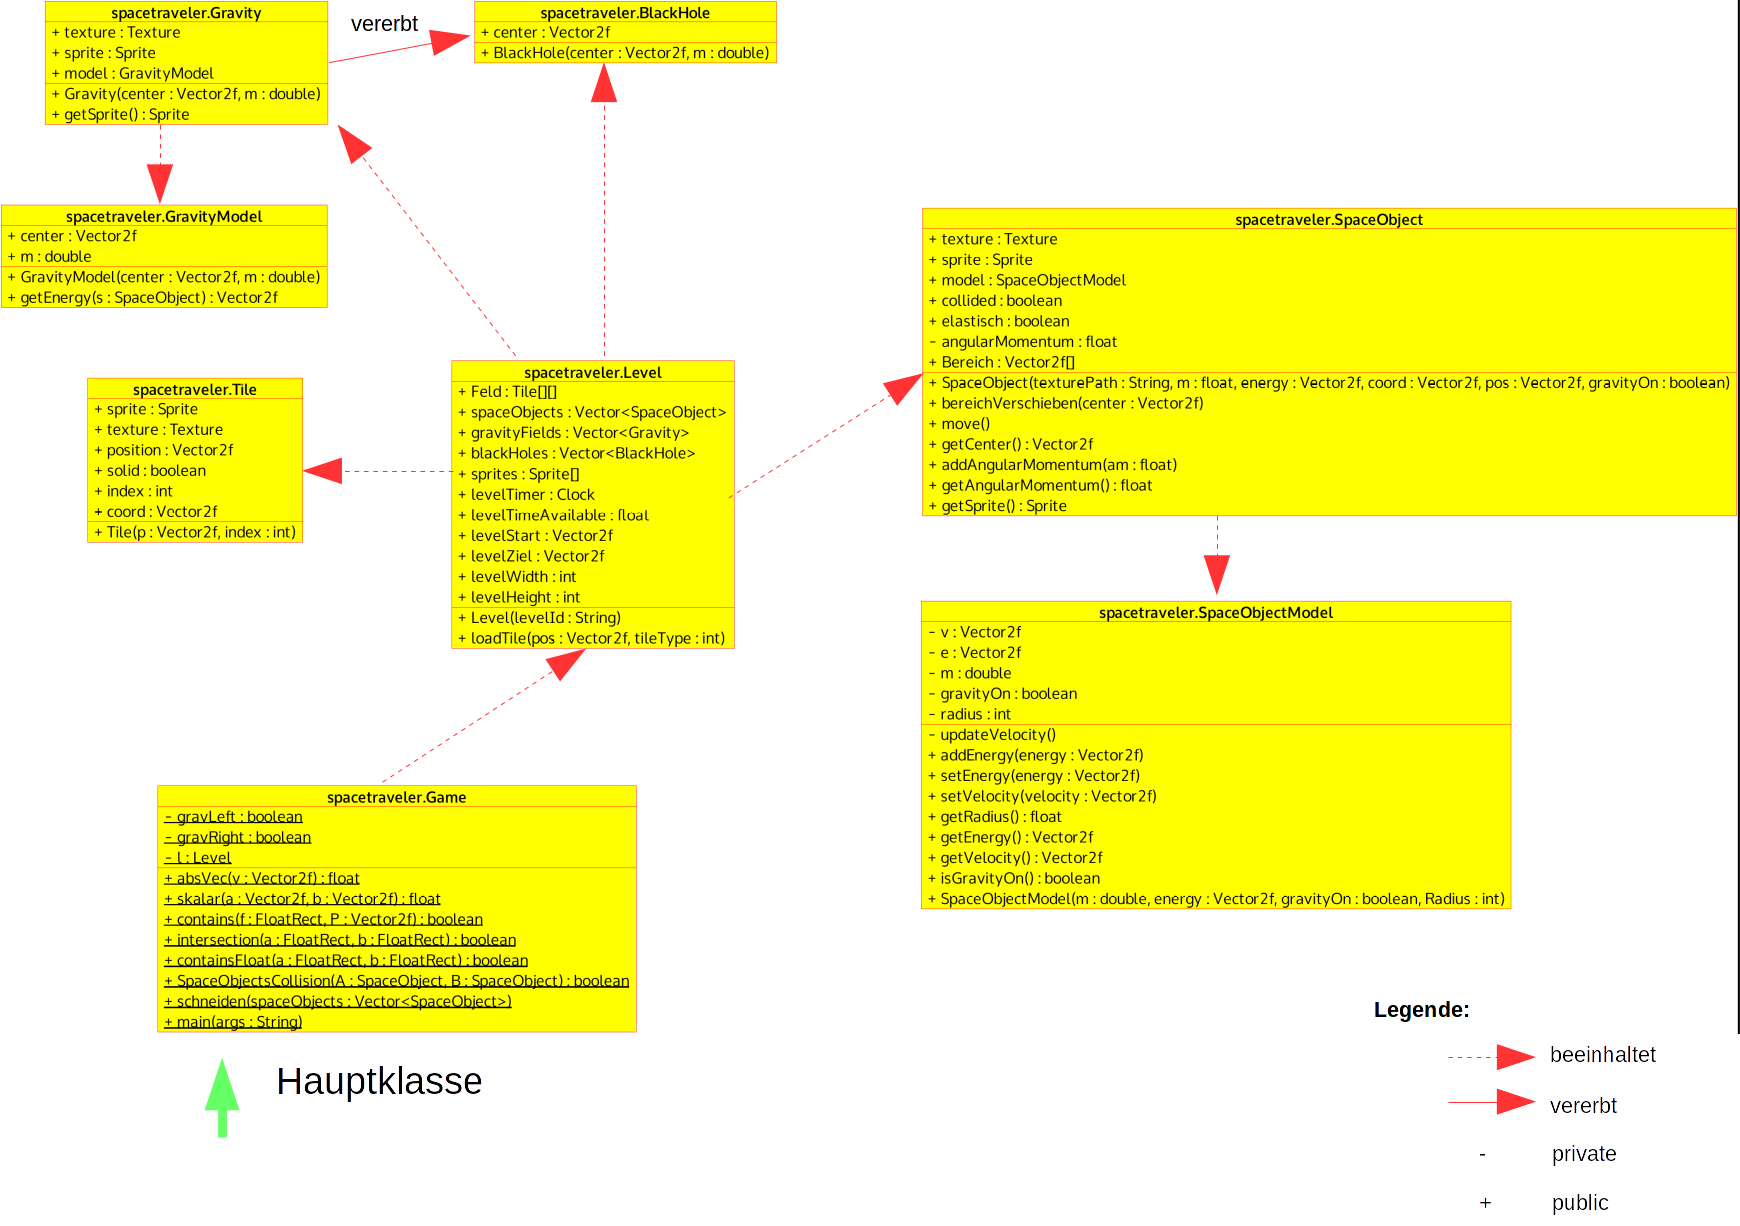 spacetraveler.Gravity
+ texture : Texture
+ sprite : Sprite
+ model : GravityModel
+ Gravity(center : Vector2f, m : double)
+ getSprite() : Sprite
vererbt
spacetraveler.BlackHole
+ center : Vector2f
+ BlackHole(center : Vector2f, m : double)
spacetraveler.GravityModel
+ center : Vector2f
+ m : double
+ GravityModel(center : Vector2f, m : double)
+ getEnergy(s : SpaceObject) : Vector2f
spacetraveler.SpaceObject
+ texture : Texture
+ sprite : Sprite
+ model : SpaceObjectModel
+ collided : boolean
+ elastisch : boolean
- angularMomentum : float
+ Bereich : Vector2f[]
+ SpaceObject(texturePath : String, m : float, energy : Vector2f, coord : Vector2f, pos : Vector2f, gravityOn : boolean)
+ bereichVerschieben(center : Vector2f)
+ move()
+ getCenter() : Vector2f
+ addAngularMomentum(am : float)
+ getAngularMomentum() : float
+ getSprite() : Sprite
spacetraveler.Tile
+ sprite : Sprite
+ texture : Texture
+ position : Vector2f
+ solid : boolean
+ index : int
+ coord : Vector2f
+ Tile(p : Vector2f, index : int)
spacetraveler.Level
+ Feld : Tile[][]
+ spaceObjects : Vector<SpaceObject>
+ gravityFields : Vector<Gravity>
+ blackHoles : Vector<BlackHole>
+ sprites : Sprite[]
+ levelTimer : Clock
+ levelTimeAvailable : float
+ levelStart : Vector2f
+ levelZiel : Vector2f
+ levelWidth : int
+ levelHeight : int
+ Level(levelId : String)
+ loadTile(pos : Vector2f, tileType : int)
spacetraveler.SpaceObjectModel
- v : Vector2f
- e : Vector2f
- m : double
- gravityOn : boolean
- radius : int
- updateVelocity()
+ addEnergy(energy : Vector2f)
+ setEnergy(energy : Vector2f)
+ setVelocity(velocity : Vector2f)
+ getRadius() : float
+ getEnergy() : Vector2f
+ getVelocity() : Vector2f
+ isGravityOn() : boolean
+ SpaceObjectModel(m : double, energy : Vector2f, gravityOn : boolean, Radius : int)
spacetraveler.Game
- gravLeft : boolean
- gravRight : boolean
- l : Level
+ absVec(v : Vector2f) : float
+ skalar(a : Vector2f, b : Vector2f) : float
+ contains(f : FloatRect, P : Vector2f) : boolean
+ intersection(a : FloatRect, b : FloatRect) : boolean
+ containsFloat(a : FloatRect, b : FloatRect) : boolean
+ SpaceObjectsCollision(A : SpaceObject, B : SpaceObject) : boolean
+ schneiden(spaceObjects : Vector<SpaceObject>)
+ main(args : String)
Hauptklasse
Legende:
beeinhaltet
vererbt
- private
+ public